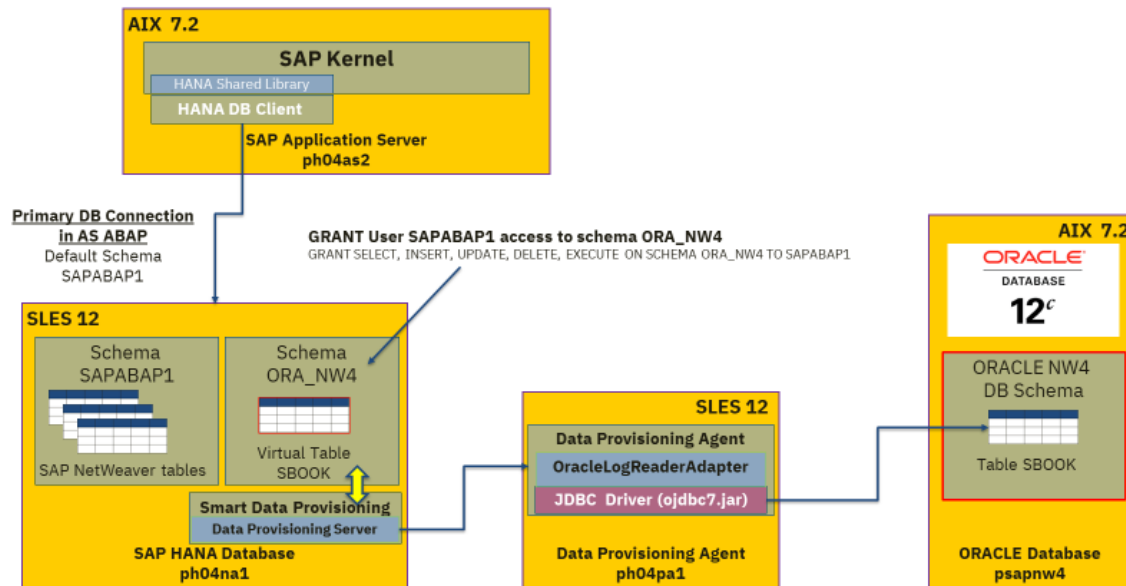 AIX 7.2
SAP Kernel
HANA Shared Library
HANA DB Client
SAP Application Server
ph04as2
Primary DB Connection
in AS ABAP
Default Schema
SAPABAP1
GRANT User SAPABAP1 access to schema ORA_NW4
GRANT SELECT, INSERT, UPDATE, DELETE, EXECUTE ON SCHEMA ORA_NW4 TO SAPABAP1
SLES 12
Schema
SAPABAP1
SAP NetWeaver tables
Schema
ORA_NW4
Virtual Table
SBOOK
Smart Data Provisioning
Data Provisioning Server
SAP HANA Database
ph04na1
SLES 12
Data Provisioning Agent
OracleLogReaderAdapter
JDBC Driver (ojdbc7.jar)
Data Provisioning Agent
ph04pa1
AIX 7.2
ORACLE
DATABASE
12c
ORACLE NW4
DB Schema
Table SBOOK
ORACLE Database
psapnw4